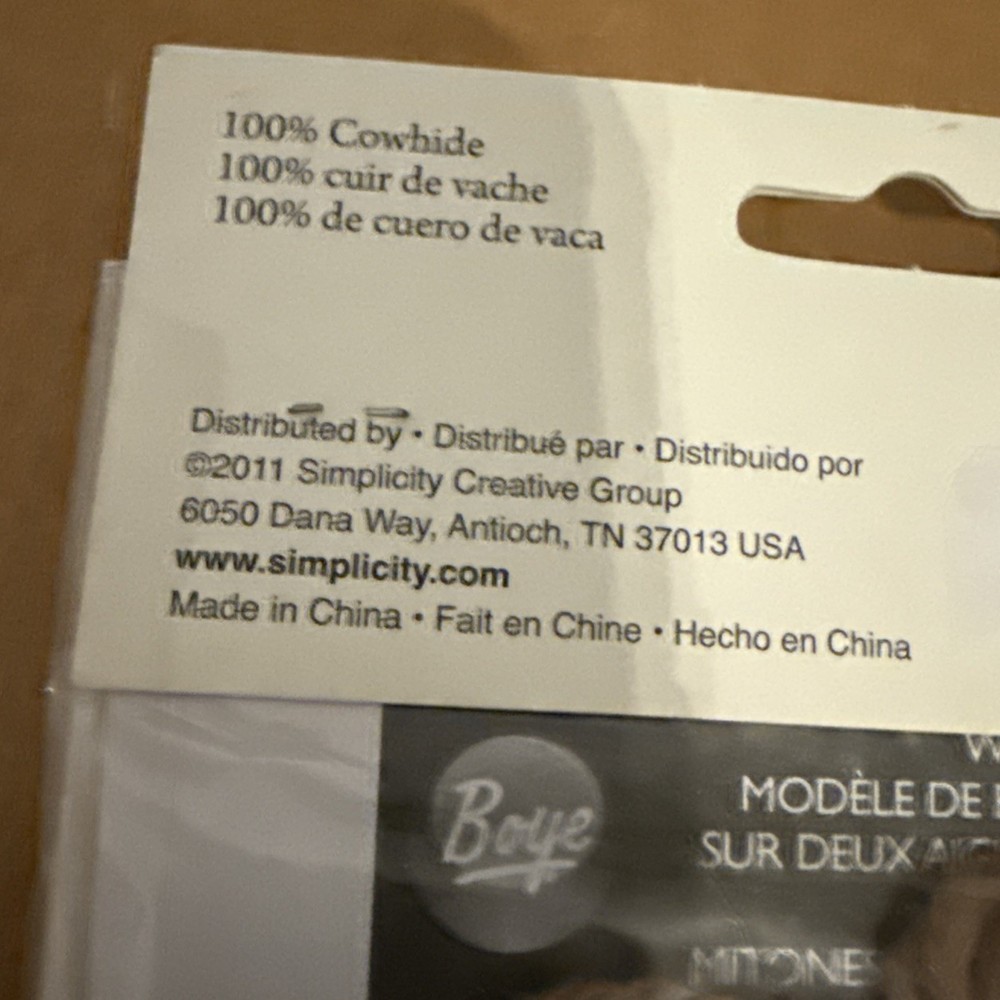 100% Cowhide
100% cuir de vache
100% de cuero de vaca
Distributed by • Distribué par • Distribuido por
©2011 Simplicity Creative Group
6050 Dana Way, Antioch, TN 37013 USA
www.simplicity.com
Made in China • Fait en Chine • Hecho en China
Boye
MODÈLE DE
SUR DEUX
MITONES